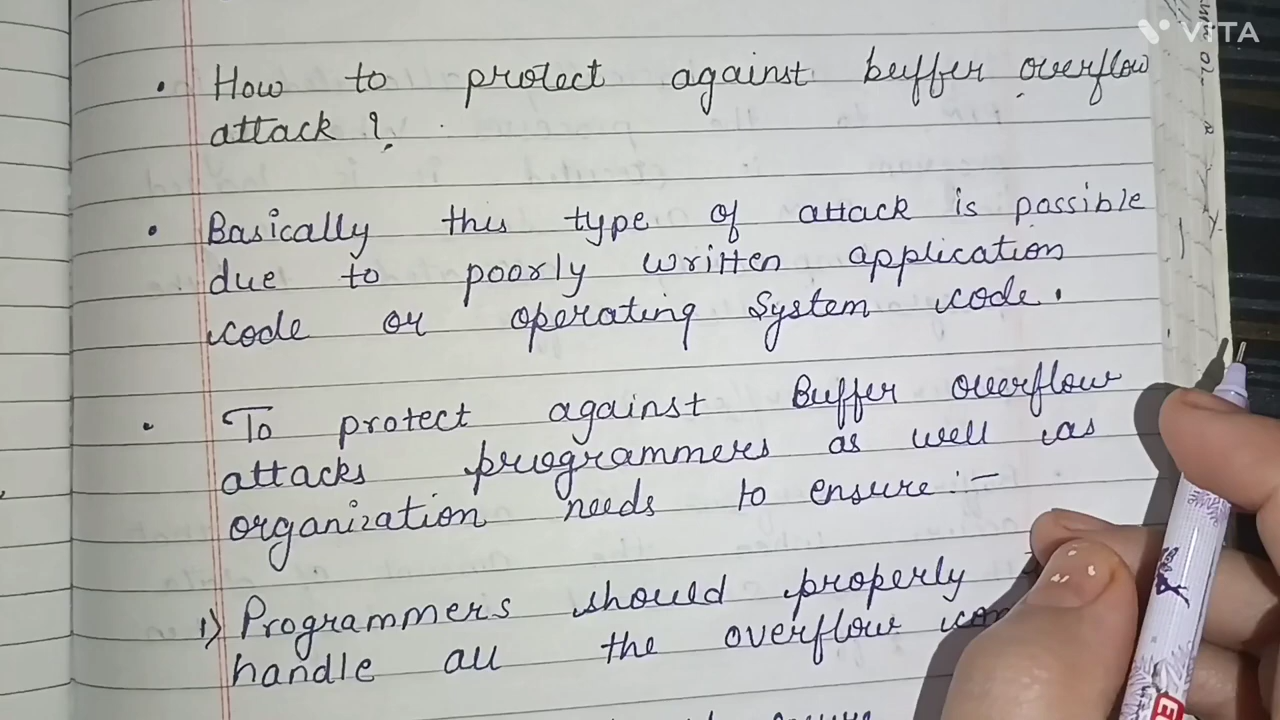 VITA
• How to protect against buffer overflow
attack ?
• Basically this type of attack is possible
due to poorly written application
code or operating System code.
• To protect against Buffer overflow
attacks programmers as well as
organization needs to ensure :-
1) Programmers should properly
handle all the overflow